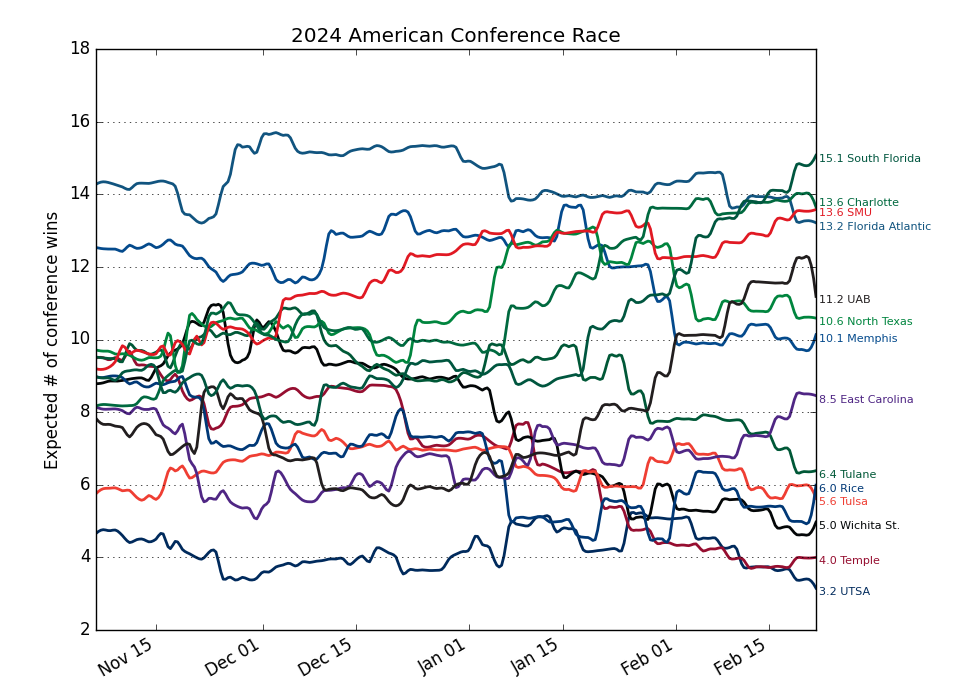 2024 American Conference Race
Expected # of conference wins
18
16
14
12
10
8
6
4
2
Nov 15
Dec 01
Dec 15
Jan 01
Jan 15
Feb 01
Feb 15
15.1 South Florida
13.6 Charlotte
13.6 SMU
13.2 Florida Atlantic
11.2 UAB
10.6 North Texas
10.1 Memphis
8.5 East Carolina
6.4 Tulane
6.0 Rice
5.6 Tulsa
5.0 Wichita St.
4.0 Temple
3.2 UTSA